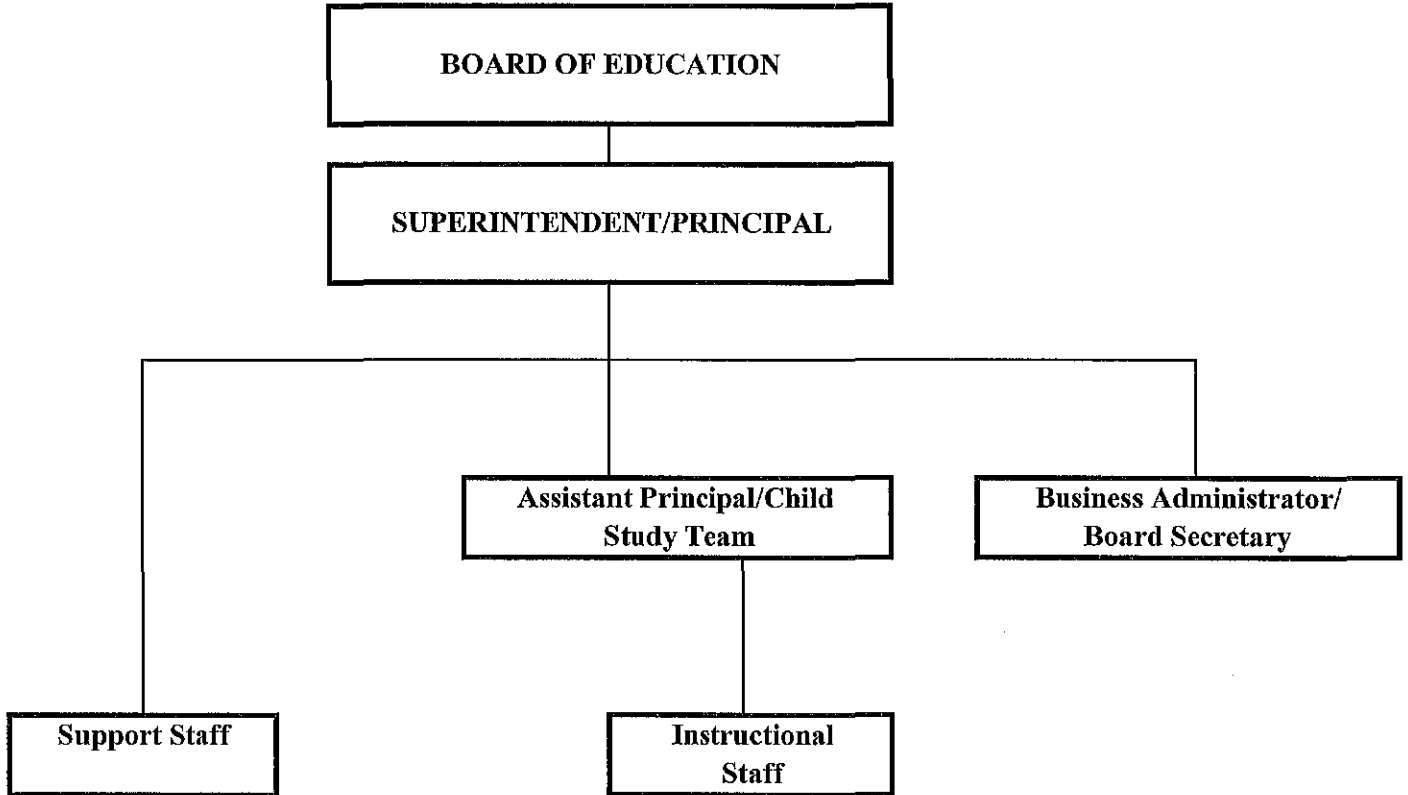 BOARD OF EDUCATION
SUPERINTENDENT/PRINCIPAL
Assistant Principal/Child
Study Team
Business Administrator/
Board Secretary
Support Staff
Instructional
Staff